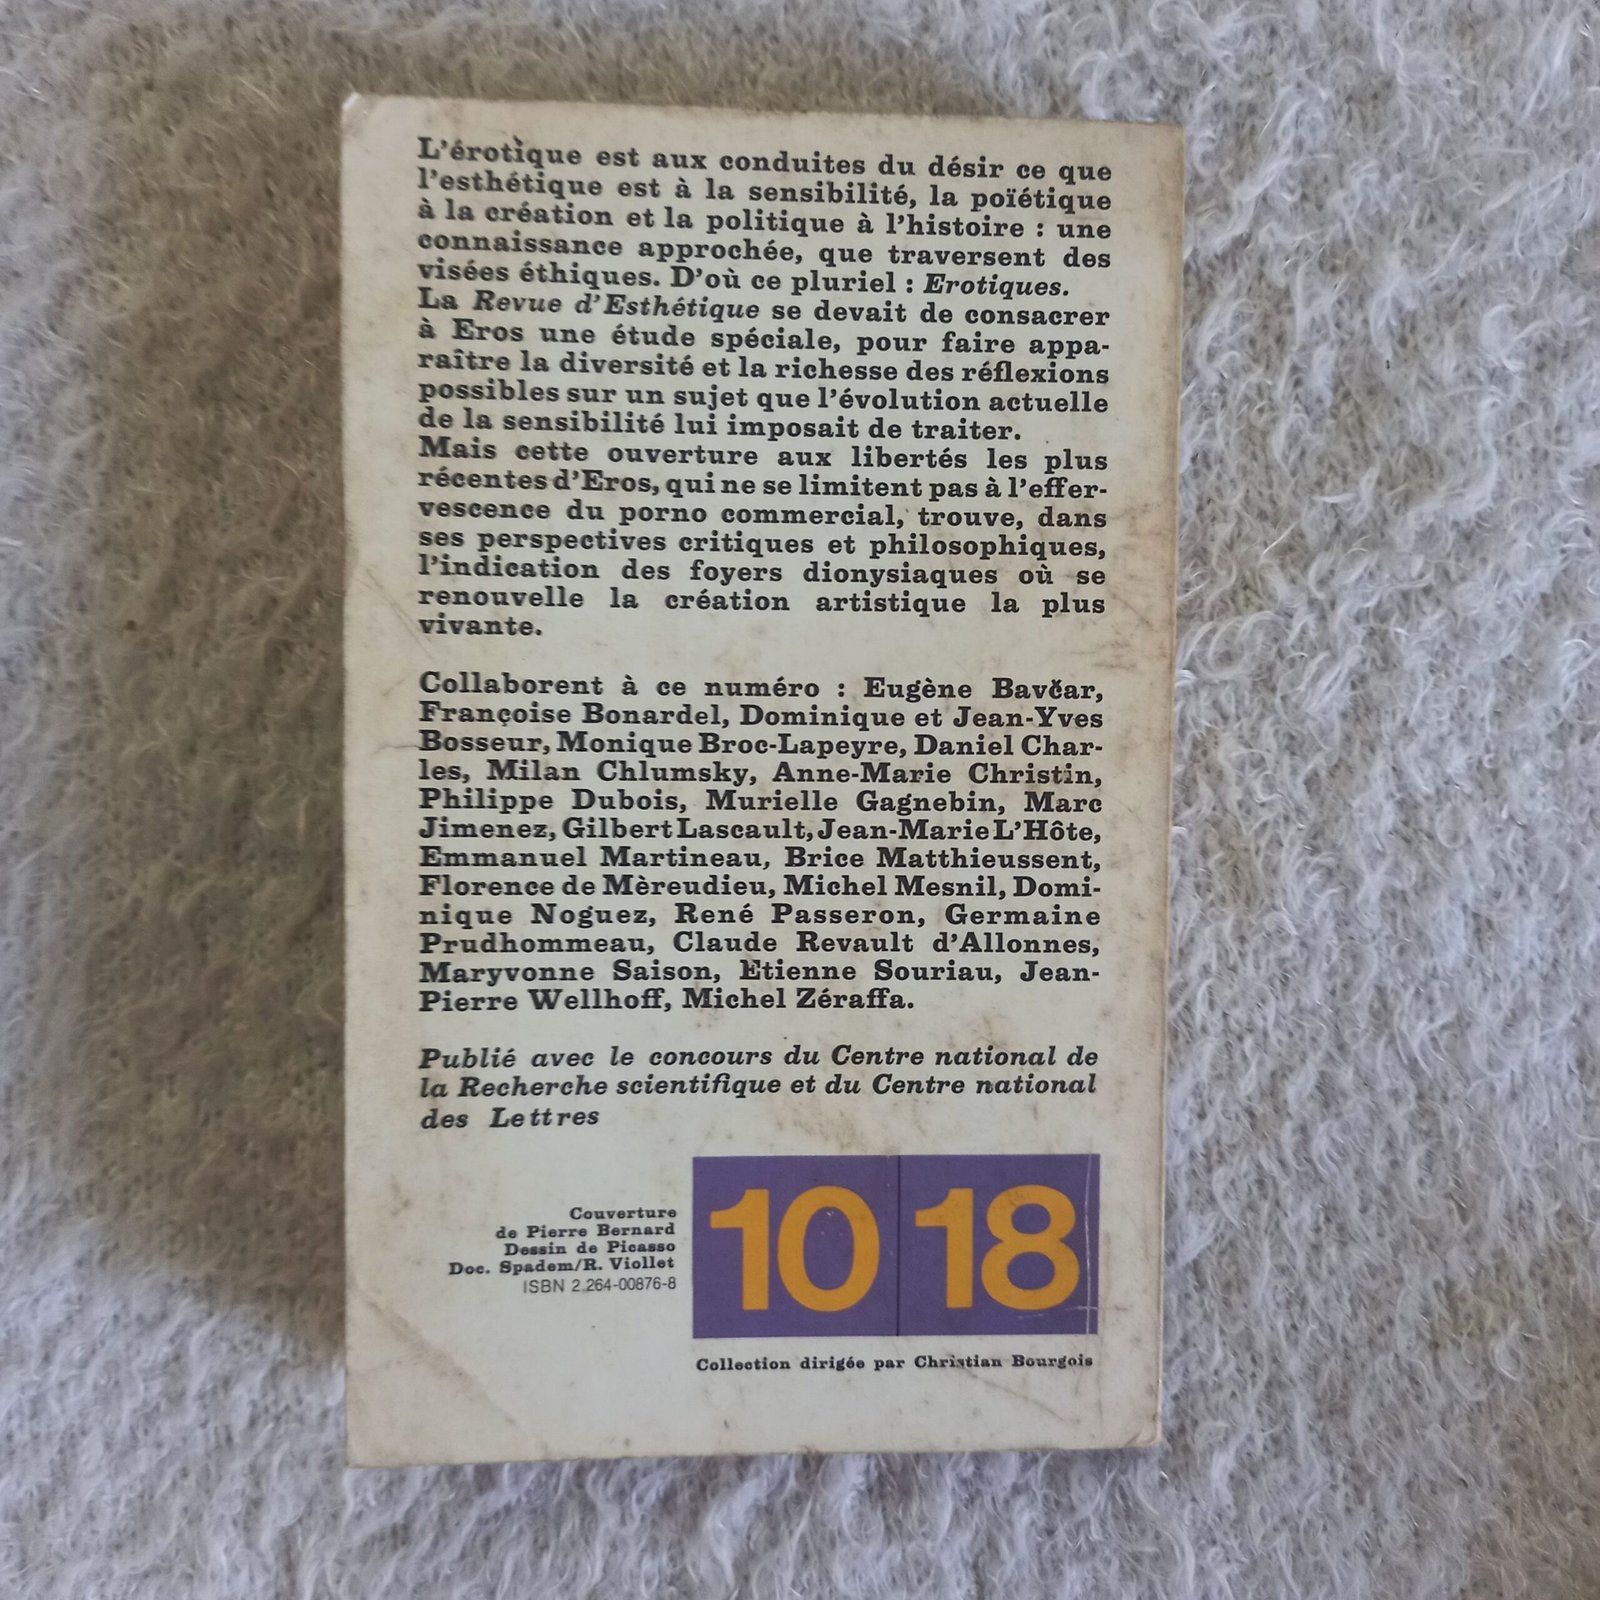 L'érotique est aux conduites du désir ce que
l'esthétique est à la sensibilité, la poïétique
à la création et la politique à l'histoire : une
connaissance approchée, que traversent des
visées éthiques. D'où ce pluriel : Erotiques.
La Revue d'Esthétique se devait de consacrer
à Eros une étude spéciale, pour faire appa-
raître la diversité et la richesse des réflexions
possibles sur un sujet que l'évolution actuelle
de la sensibilité lui imposait de traiter.
Mais cette ouverture aux libertés les plus
récentes d'Eros, qui ne se limitent pas à l'effer-
vescence du porno commercial, trouve, dans
ses perspectives critiques et philosophiques,
l'indication des foyers dionysiaques où se
renouvelle la création artistique la plus
vivante.
Collaborent à ce numéro : Eugène Bavčar,
Françoise Bonardel, Dominique et Jean-Yves
Bosseur, Monique Broc-Lapeyre, Daniel Char-
les, Milan Chlumsky, Anne-Marie Christin,
Philippe Dubois, Murielle Gagnebin, Marc
Jimenez, Gilbert Lascault, Jean-Marie L'Hôte,
Emmanuel Martineau, Brice Matthieussent,
Florence de Mèreudieu, Michel Mesnil, Domi-
nique Noguez, René Passeron, Germaine
Prudhommeau, Claude Revault d'Allonnes,
Maryvonne Saison, Etienne Souriau, Jean-
Pierre Wellhoff, Michel Zéraffa.
Publié avec le concours du Centre national de
la Recherche scientifique et du Centre national
des Lettres
Couverture
de Pierre Bernard
Dessin de Picasso
Doc. Spadem/R. Viollet
ISBN 2.264-00876-8
10 18
Collection dirigée par Christian Bourgois